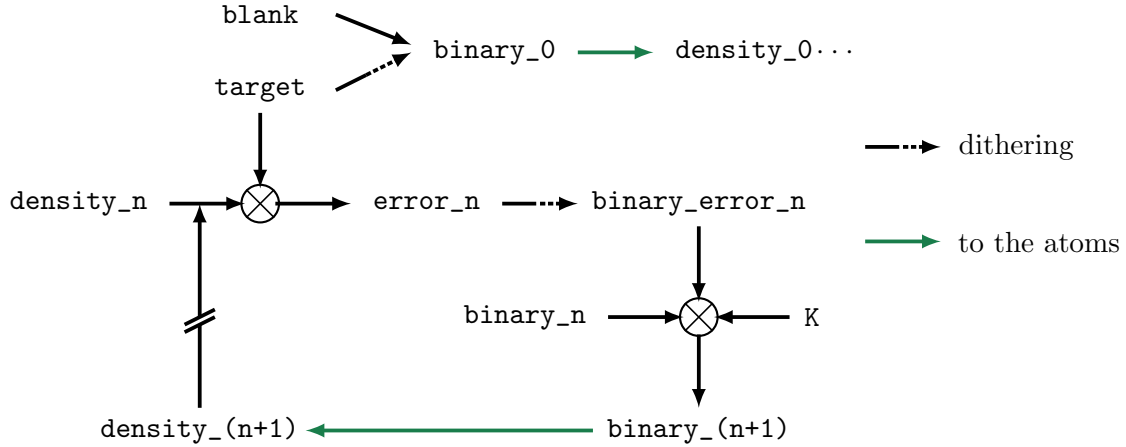 blank
binary_0
density_0···
target
dithering
density_n
error_n
binary_error_n
to the atoms
binary_n
K
density_(n+1)
binary_(n+1)